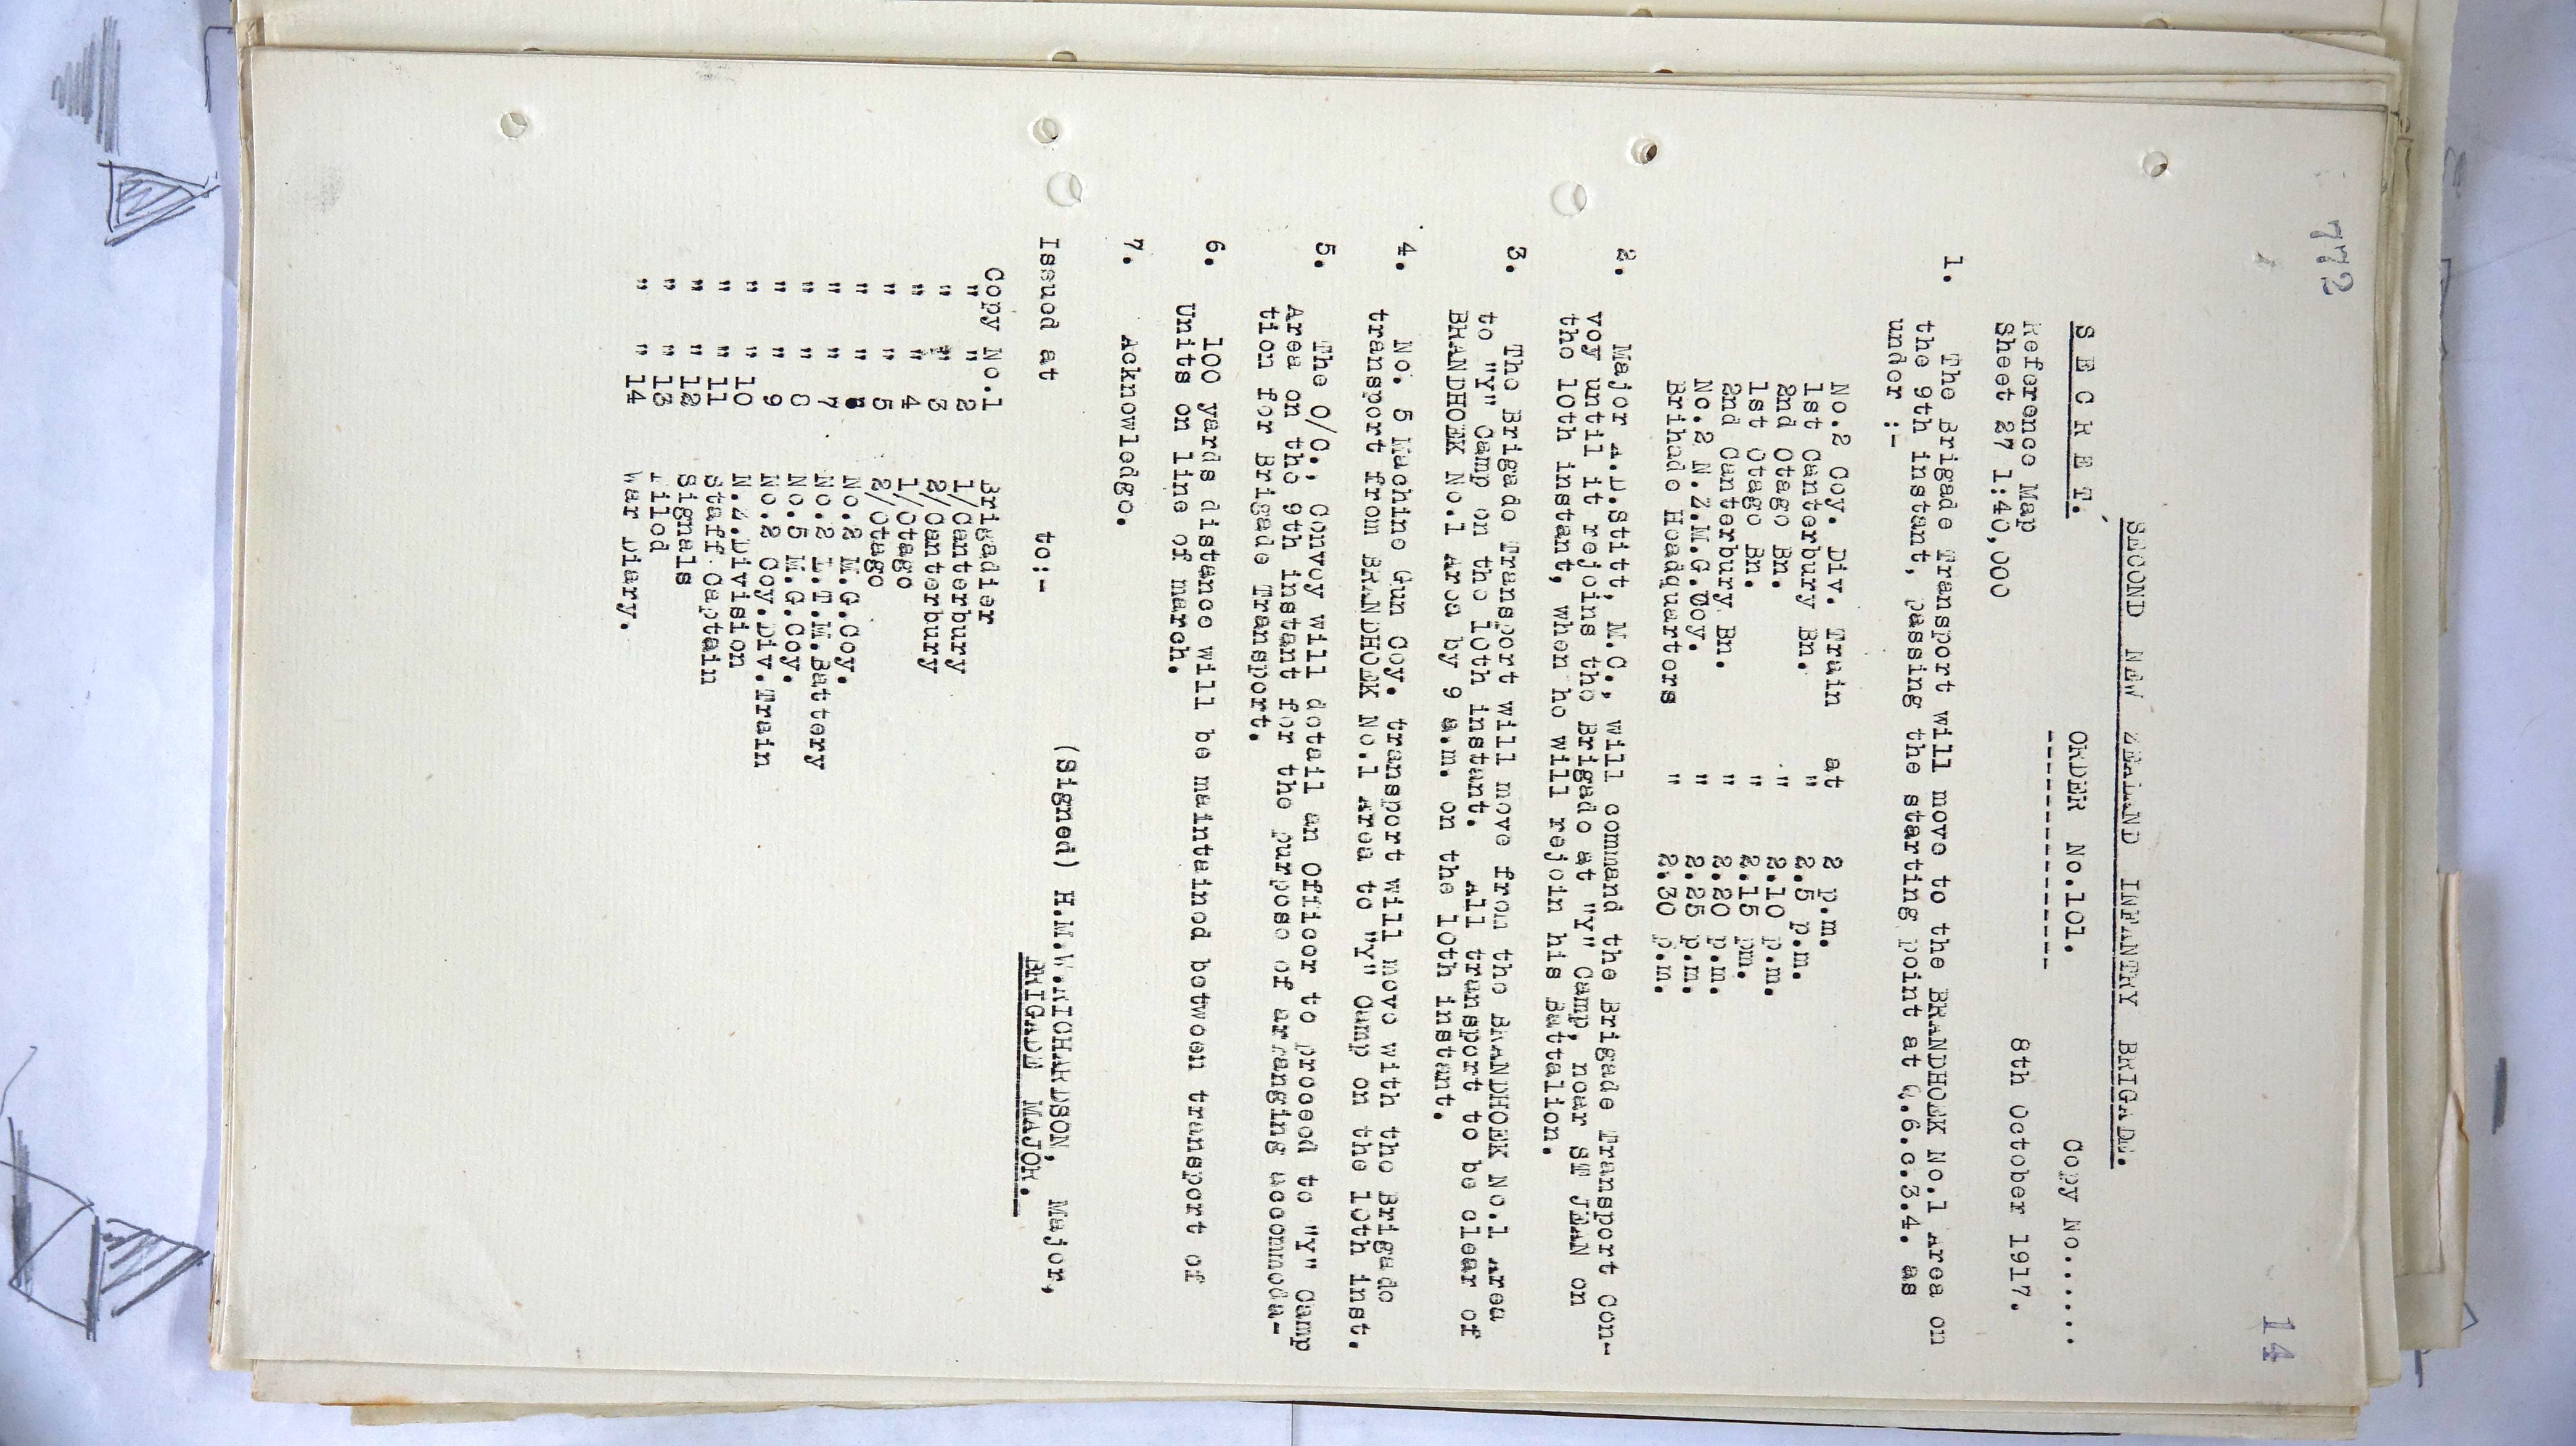 772
14
SECOND NEW ZEALAND INFANTRY BRIGADE.
S E C R E T.
ORDER No.101.
Copy No......
--------------
Reference Map
Sheet 27 1:40,000
8th October 1917.
1. The Brigade Transport will move to the BRANDHOEK No.1 Area on
the 9th instant, passing the starting point at G.6.c.3.4. as
under :-
No.2 Coy. Div. Train at 2 p.m.
1st Canterbury Bn. " 2.5 p.m.
2nd Otago Bn. " 2.10 p.m.
1st Otago Bn. " 2.15 pm.
2nd Canterbury Bn. " 2.20 p.m.
No.2 N.Z.M.G.Coy. " 2.25 p.m.
Brihade Headquarters " 2.30 p.m.
2. Major A.D.Stitt, M.C., will command the Brigade Transport Con-
voy until it rejoins the Brigade at "Y" Camp, near ST JEAN on
the 10th instant, when he will rejoin his Battalion.
3. The Brigade Transport will move from the BRANDHOEK No.1 Area
to "Y" Camp on the 10th instant. All transport to be clear of
BRANDHOEK No.1 Area by 9 a.m. on the 10th instant.
4. No. 5 Machine Gun Coy. transport will move with the Brigade
transport from BRANDHOEK No.1 Area to "Y" Camp on the 10th inst.
5. The O/C., Convoy will detail an Officer to proceed to "Y" Camp
Area on the 9th instant for the purpose of arranging accommoda-
tion for Brigade Transport.
6. 100 yards distance will be maintained between transport of
Units on line of march.
7. Acknowledge.
(Signed) H.M.W.RICHARDSON, Major,
BRIGADE MAJOR.
Issued at to:-
Copy No.1 Brigadier
" " 2 1/Canterbury
" " 3 2/Canterbury
" " 4 1/Otago
" " 5 2/Otago
" " No.2 M.G.Coy.
" " 7 No.2 L.T.M.Battery
" " 8 No.5 M.G.Coy.
" " 9 No.2 Coy.Div.Train
" " 10 N.Z.Division
" " 11 Staff Captain
" " 12 Signals
" " 13 Filed
" " 14 War Diary.